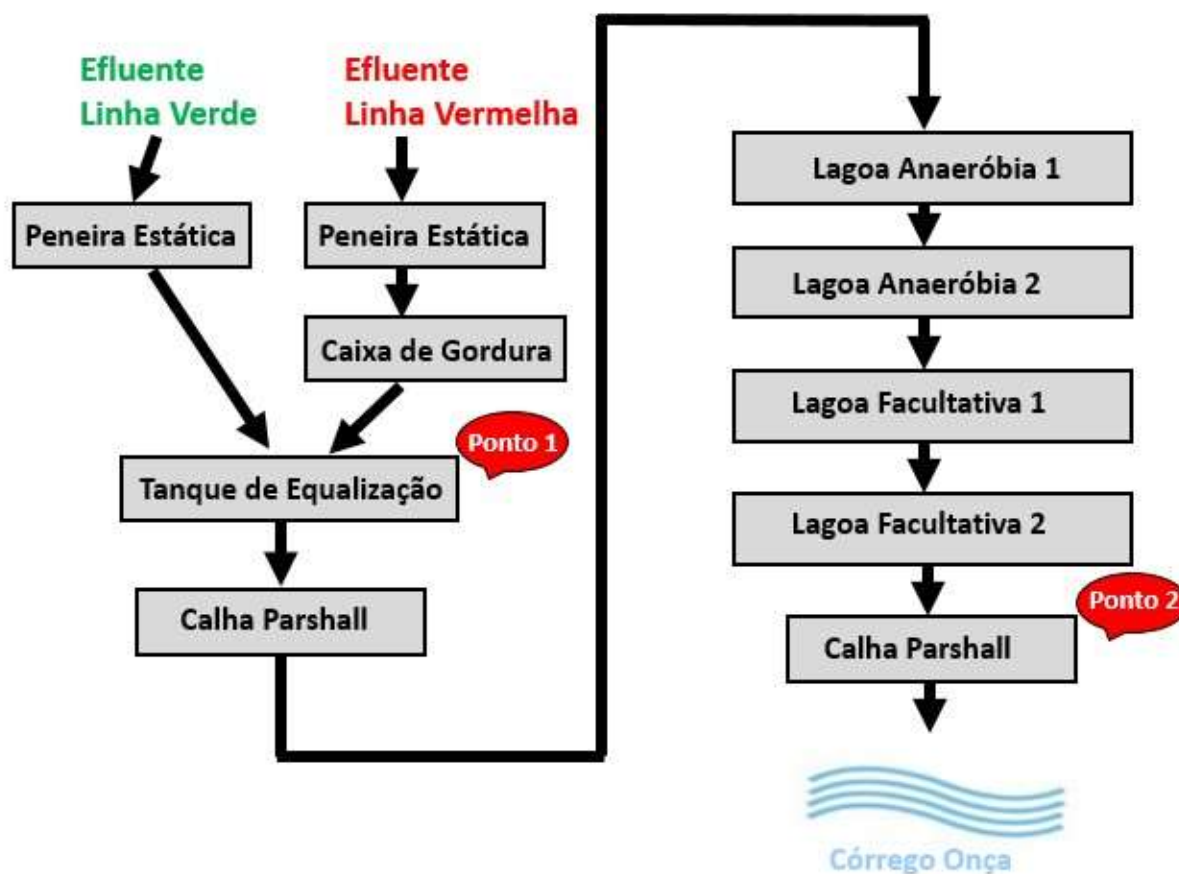 Efluente
Linha Verde
Efluente
Linha Vermelha
Peneira Estática
Peneira Estática
Caixa de Gordura
Ponto 1
Tanque de Equalização
Calha Parshall
Lagoa Anaeróbia 1
Lagoa Anaeróbia 2
Lagoa Facultativa 1
Lagoa Facultativa 2
Ponto 2
Calha Parshall
Córrego Onça